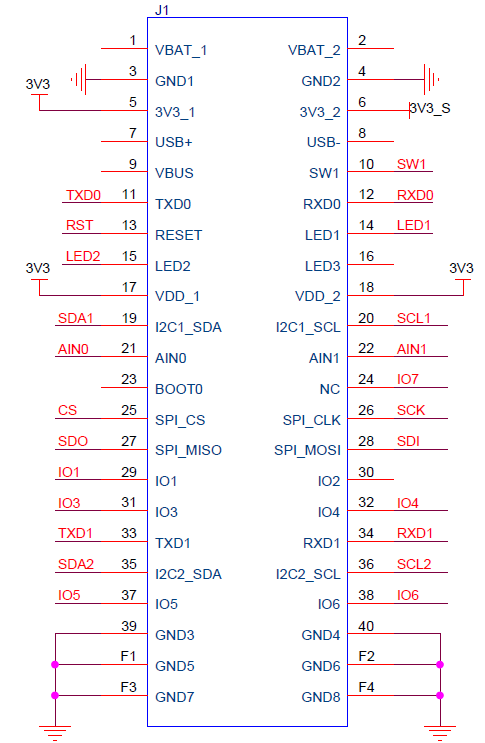 J1
1 VBAT_1 VBAT_2 2
3 GND1 GND2 4
3V3 5 3V3_1 3V3_2 6 3V3_S
7 USB+ USB- 8
9 VBUS SW1 10 SW1
TXD0 11 TXD0 RXD0 12 RXD0
RST 13 RESET LED1 14 LED1
LED2 15 LED2 LED3 16
3V3 17 VDD_1 VDD_2 18 3V3
SDA1 19 I2C1_SDA I2C1_SCL 20 SCL1
AIN0 21 AIN0 AIN1 22 AIN1
23 BOOT0 NC 24 IO7
CS 25 SPI_CS SPI_CLK 26 SCK
SDO 27 SPI_MISO SPI_MOSI 28 SDI
IO1 29 IO1 IO2 30
IO3 31 IO3 IO4 32 IO4
TXD1 33 TXD1 RXD1 34 RXD1
SDA2 35 I2C2_SDA I2C2_SCL 36 SCL2
IO5 37 IO5 IO6 38 IO6
39 GND3 GND4 40
F1 GND5 GND6 F2
F3 GND7 GND8 F4